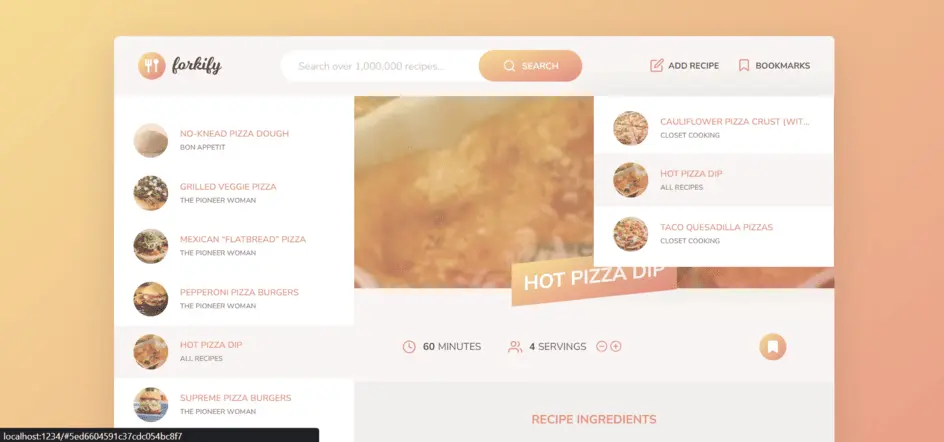 forkify
Search over 1,000,000 recipes...
SEARCH
ADD RECIPE
BOOKMARKS
NO-KNEAD PIZZA DOUGH
BON APPETIT
GRILLED VEGGIE PIZZA
THE PIONEER WOMAN
MEXICAN “FLATBREAD” PIZZA
THE PIONEER WOMAN
PEPPERONI PIZZA BURGERS
THE PIONEER WOMAN
HOT PIZZA DIP
ALL RECIPES
SUPREME PIZZA BURGERS
THE PIONEER WOMAN
CAULIFLOWER PIZZA CRUST (WIT...
CLOSET COOKING
HOT PIZZA DIP
ALL RECIPES
TACO QUESADILLA PIZZAS
CLOSET COOKING
HOT PIZZA DIP
60 MINUTES
4 SERVINGS
RECIPE INGREDIENTS
localhost:1234/#5ed6604591c37cdc054bc8f7